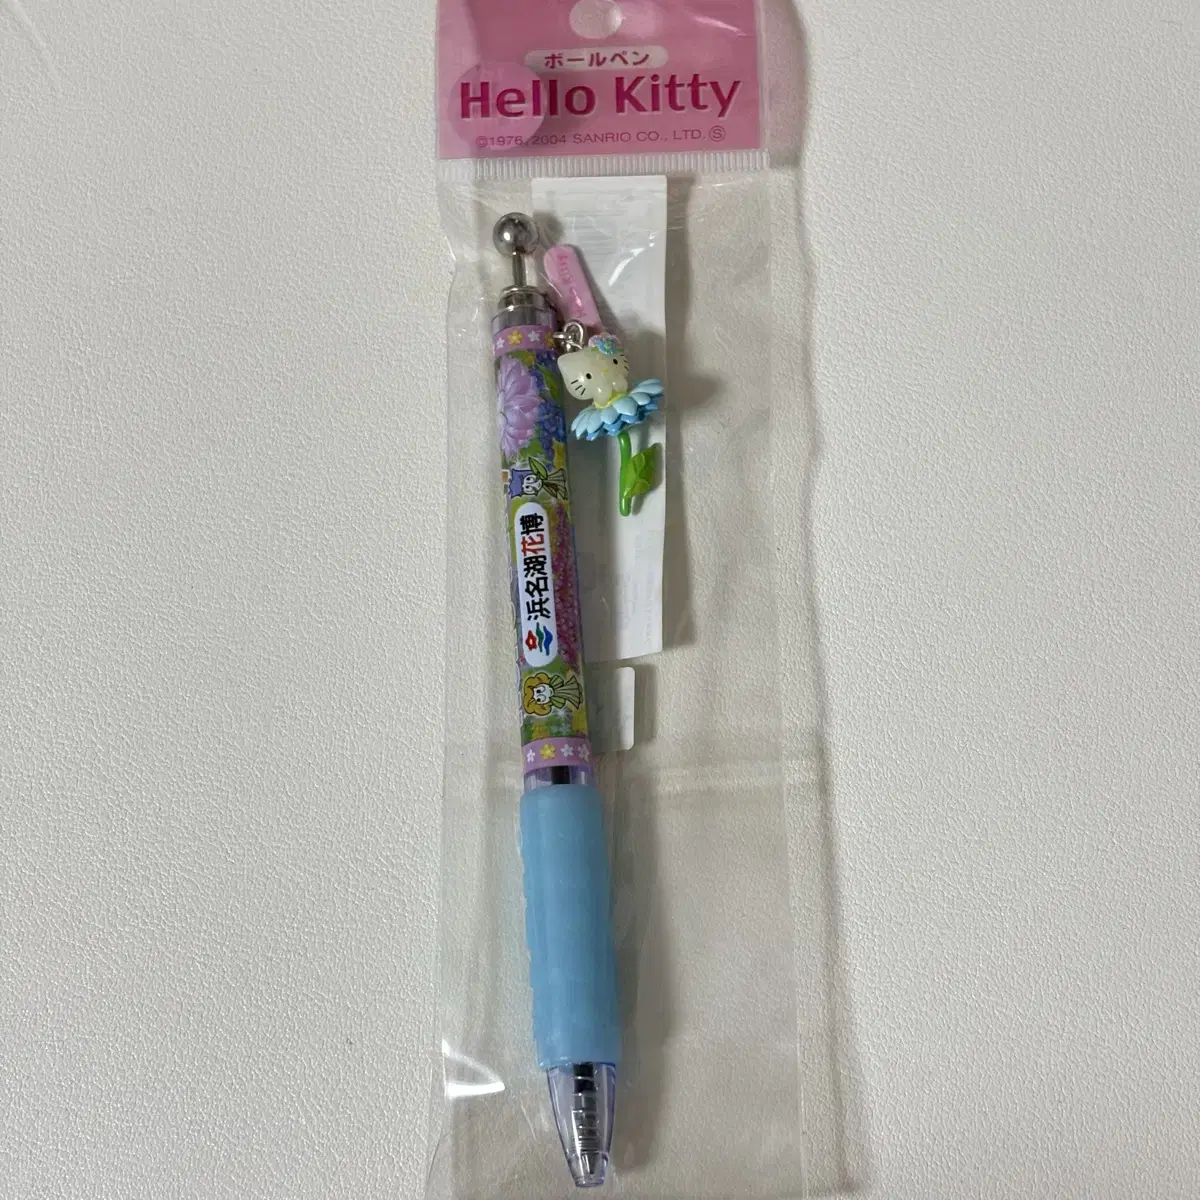 ボールペン
Hello Kitty
©1976, 2004 SANRIO CO., LTD. Ⓢ
浜名湖花博